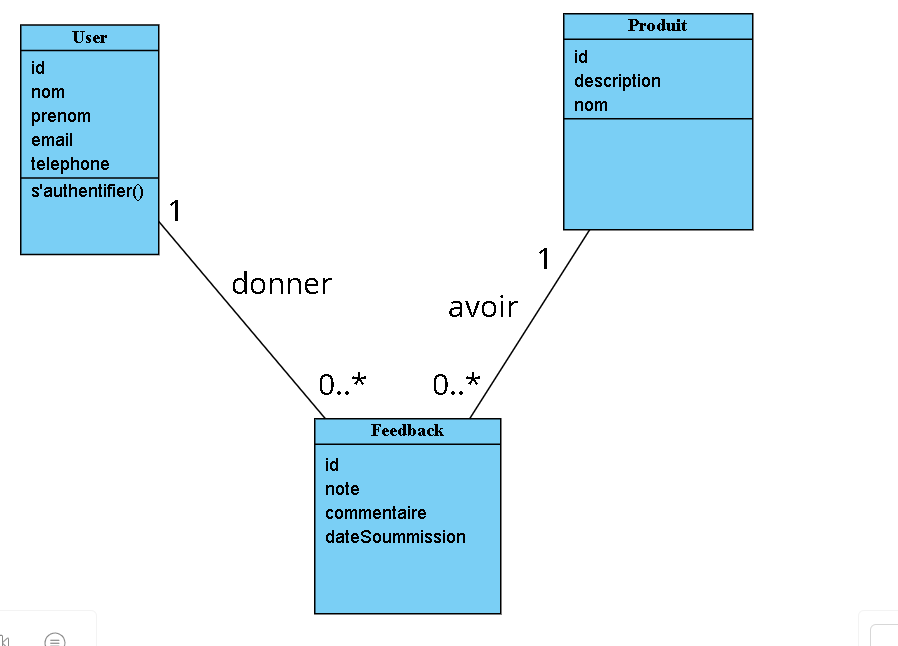 User
id
nom
prenom
email
telephone
s'authentifier()
Produit
id
description
nom
1
donner
0..*
1
avoir
0..*
Feedback
id
note
commentaire
dateSoummission